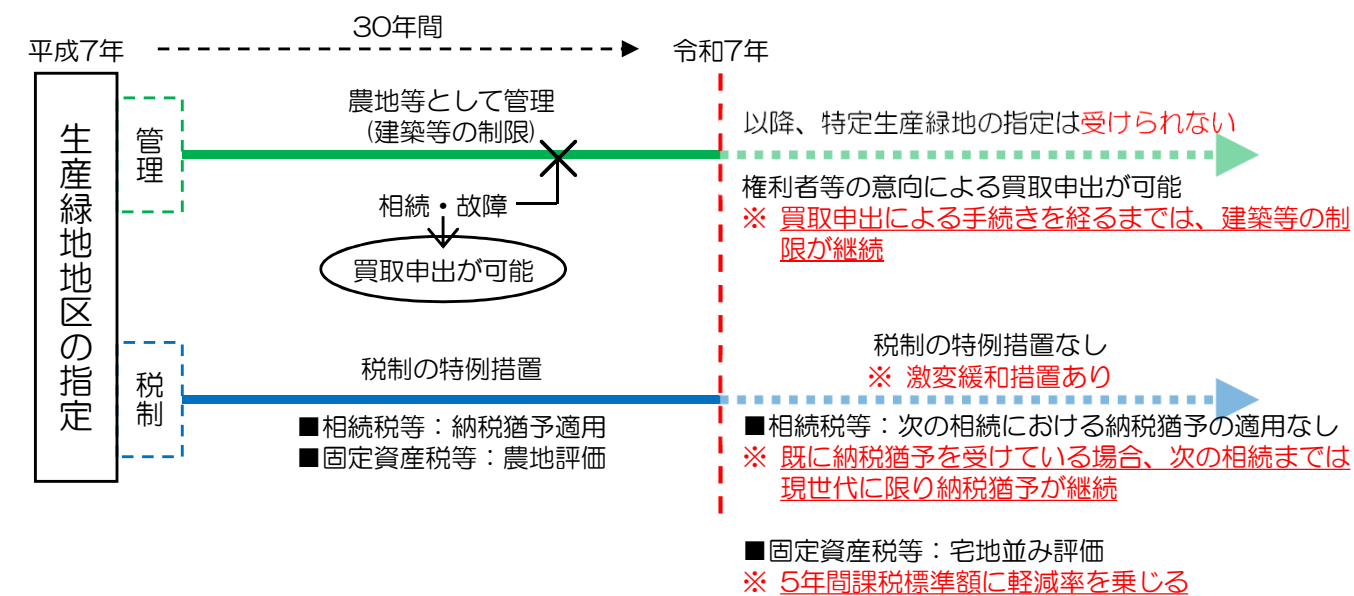 30年間
平成7年
令和7年
生産緑地地区の指定
管理
農地等として管理
(建築等の制限)
相続・故障
買取申出が可能
以降、特定生産緑地の指定は受けられない
権利者等の意向による買取申出が可能
※ 買取申出による手続きを経るまでは、建築等の制
限が継続
税制
税制の特例措置
■相続税等：納税猶予適用
■固定資産税等：農地評価
税制の特例措置なし
※ 激変緩和措置あり
■相続税等：次の相続における納税猶予の適用なし
※ 既に納税猶予を受けている場合、次の相続までは
現世代に限り納税猶予が継続
■固定資産税等：宅地並み評価
※ 5年間課税標準額に軽減率を乗じる